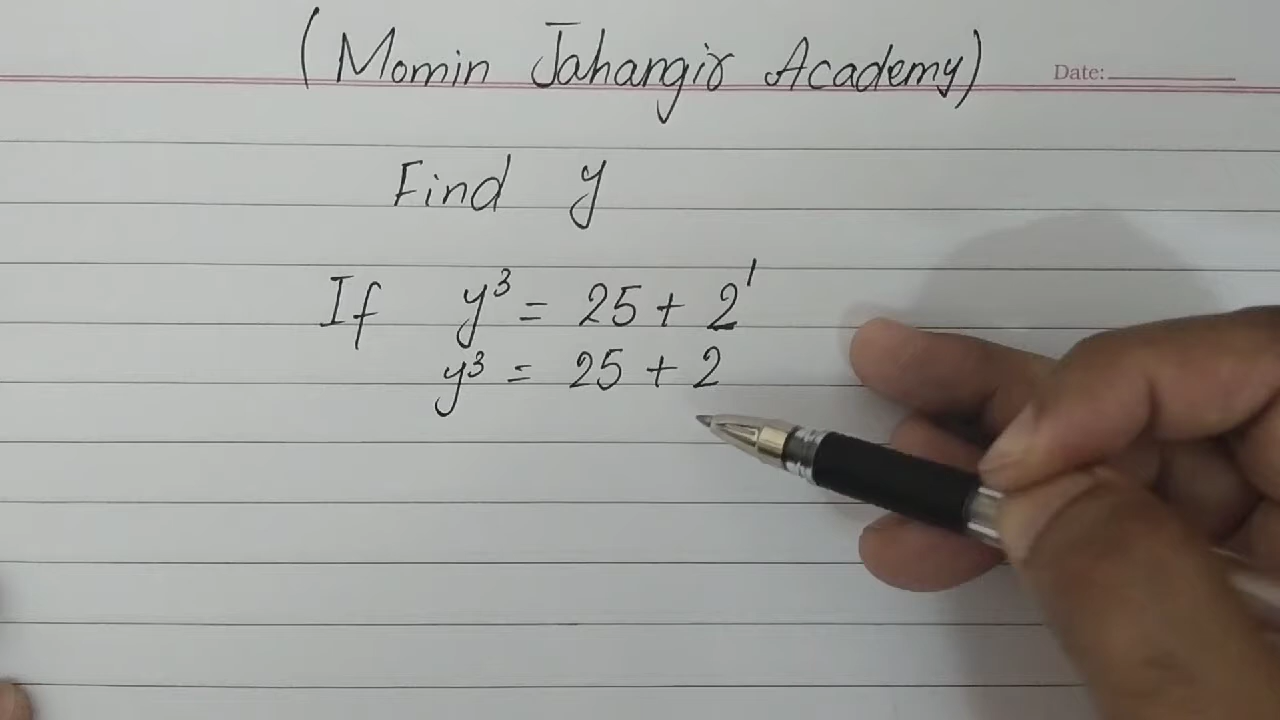 (Momin Jahangir Academy)
Date:
Find y
If y³ = 25 + 2¹
y³ = 25 + 2